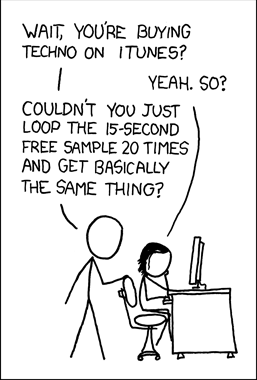 WAIT, YOU'RE BUYING
TECHNO ON ITUNES?
YEAH. SO?
COULDN'T YOU JUST
LOOP THE 15-SECOND
FREE SAMPLE 20 TIMES
AND GET BASICALLY
THE SAME THING?